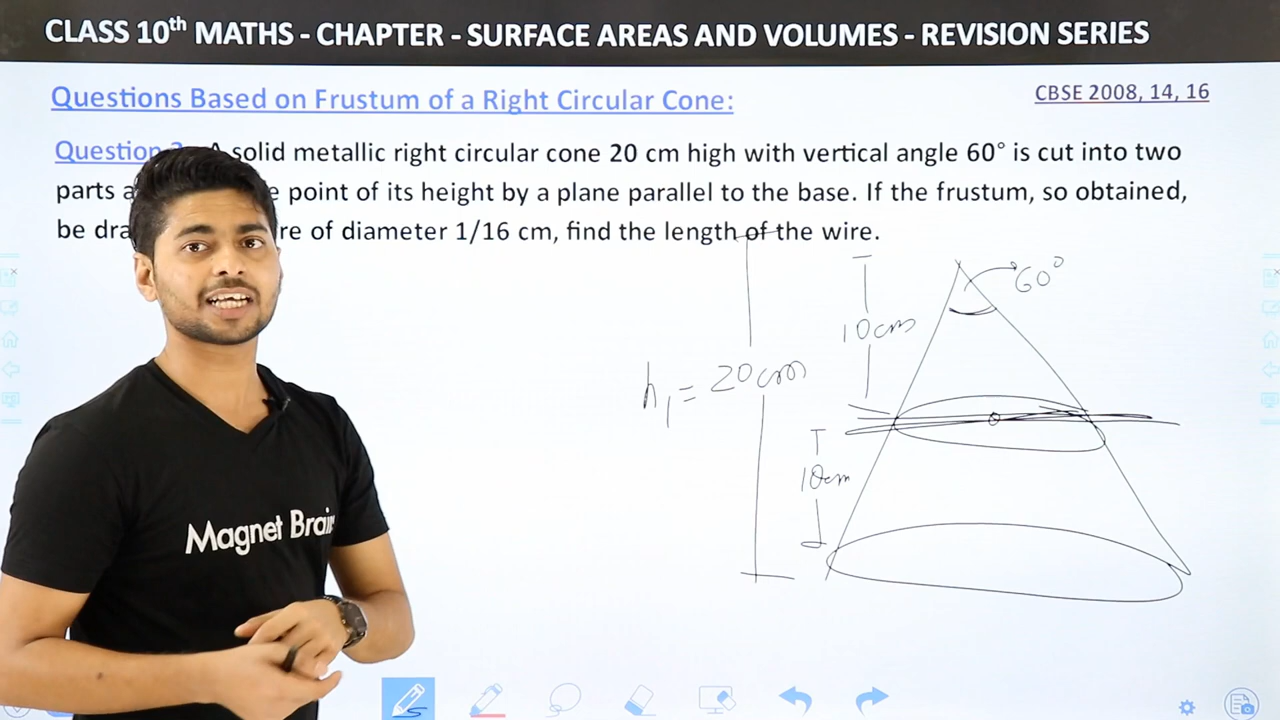 CLASS 10th MATHS - CHAPTER - SURFACE AREAS AND VOLUMES - REVISION SERIES
Questions Based on Frustum of a Right Circular Cone:
CBSE 2008, 14, 16
Question solid metallic right circular cone 20 cm high with vertical angle 60° is cut into two
parts point of its height by a plane parallel to the base. If the frustum, so obtained,
be of diameter 1/16 cm, find the length of the wire.
60°
10cm
h₁ = 20cm
10cm
Magnet Brain